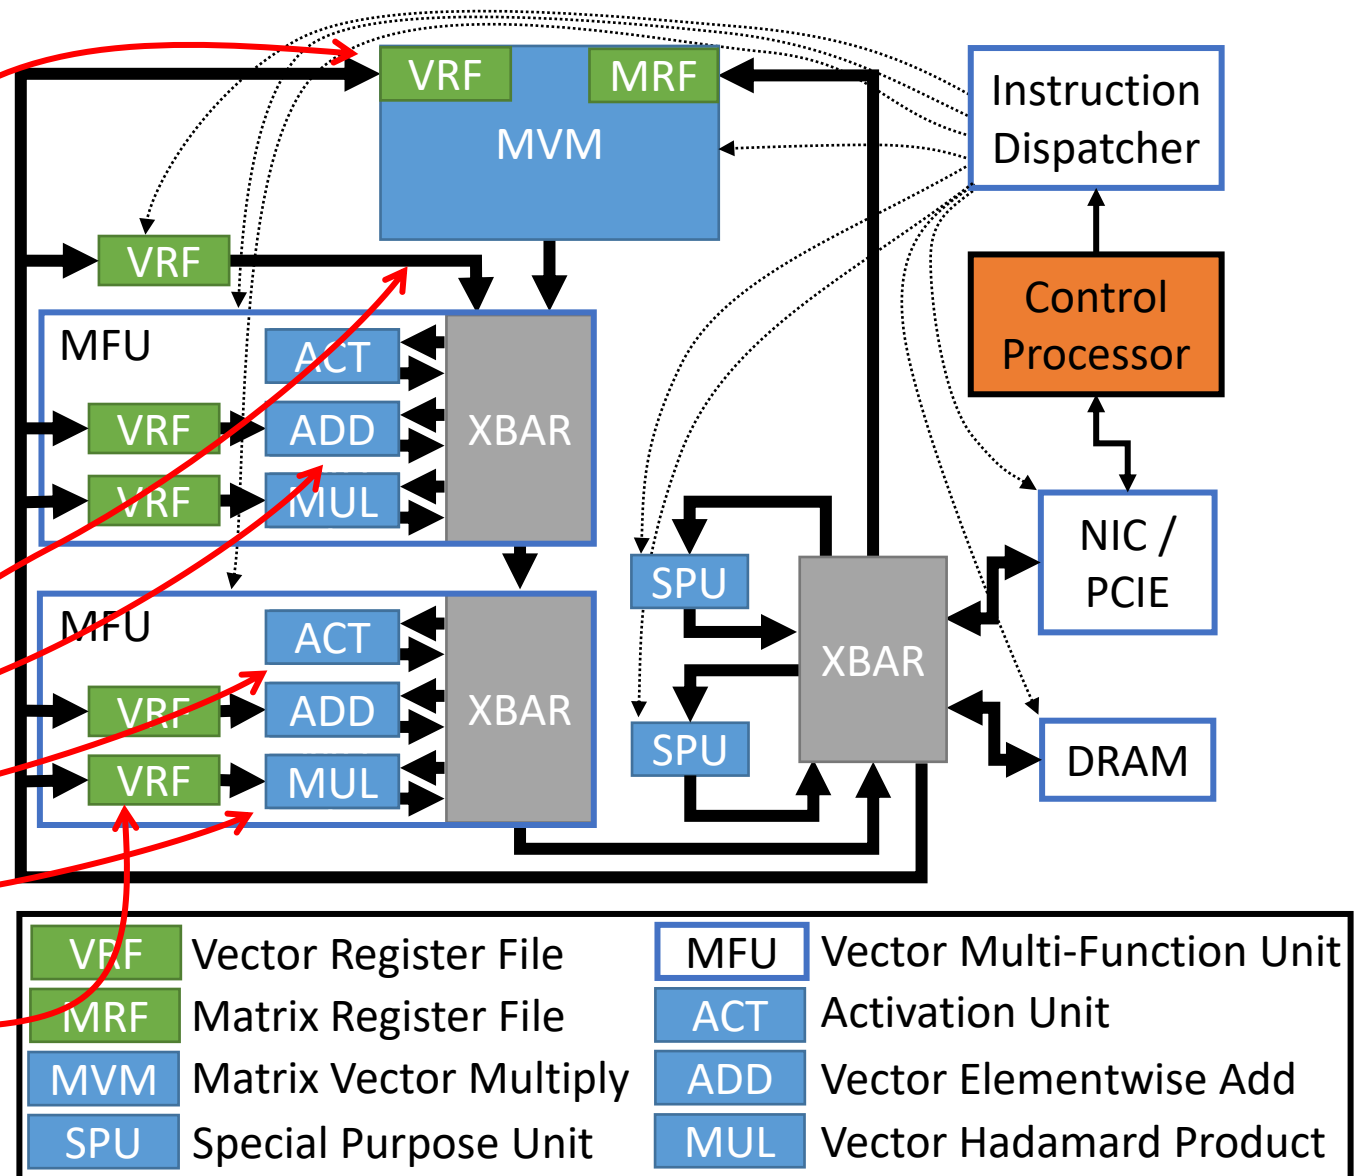 VRF
MRF
MVM
Instruction
Dispatcher
VRF
Control
Processor
MFU
ACT
VRF
ADD
XBAR
VRF
MUL
NIC /
PCIE
SPU
MFU
ACT
XBAR
VRF
ADD
XBAR
SPU
VRF
MUL
DRAM
VRF Vector Register File
MRF Matrix Register File
MVM Matrix Vector Multiply
SPU Special Purpose Unit
MFU Vector Multi-Function Unit
ACT Activation Unit
ADD Vector Elementwise Add
MUL Vector Hadamard Product